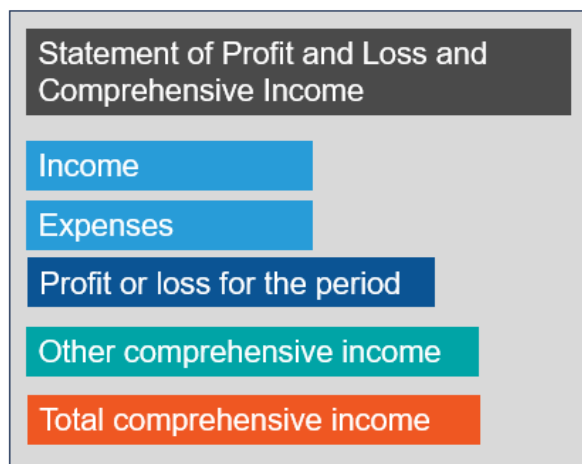 Statement of Profit and Loss and
Comprehensive Income
Income
Expenses
Profit or loss for the period
Other comprehensive income
Total comprehensive income